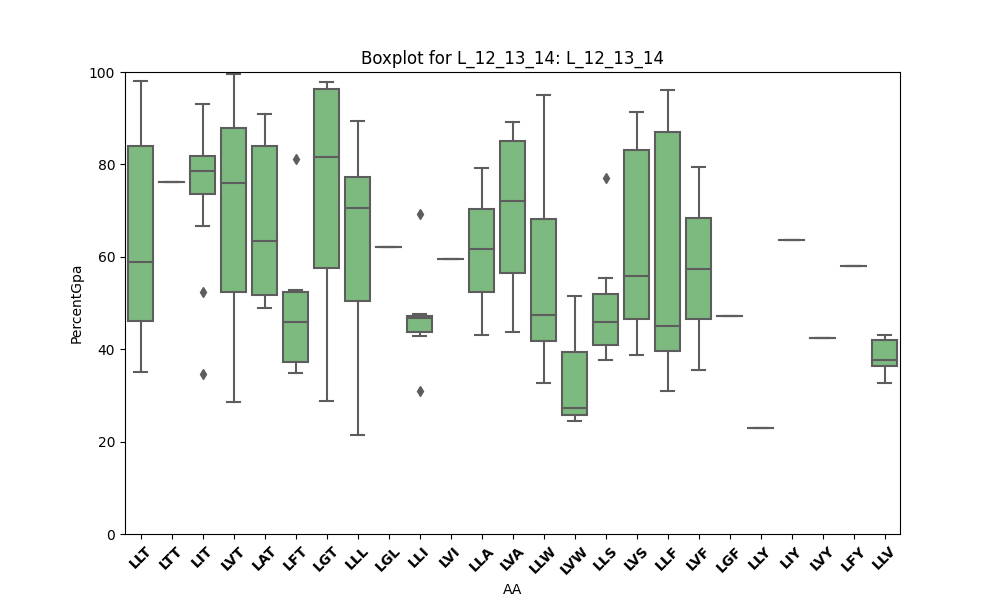 Boxplot for L_12_13_14: L_12_13_14
100
80
60
40
20
0
PercentGpa
LLT LTT LIT LVT LAT LFT LGT LLL LGL LLI LVI LLA LVA LLW LVW LLS LVS LLF LVF LGF LLY LIY LVY LFY LLV
AA